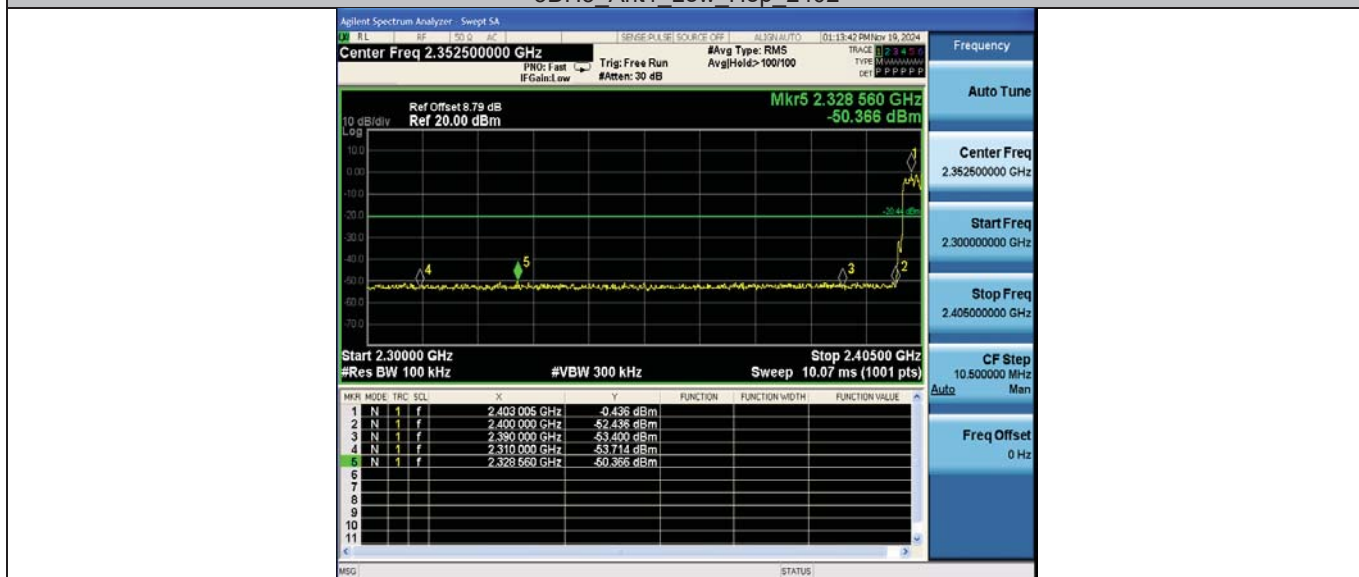 Agilent Spectrum Analyzer - Swept SA
RL RF 50 Ω AC SENSE:PULSE SOURCE OFF ALIGN AUTO 01:13:42 PM Nov 19, 2024
Center Freq 2.352500000 GHz
PNO: Fast
IFGain:Low
Trig: Free Run
#Atten: 30 dB
#Avg Type: RMS
Avg|Hold:>100/100
TRACE 1 2 3 4 5 6
TYPE
DET P P P P P P
Ref Offset 8.79 dB
10 dB/div Ref 20.00 dBm
Log
Mkr5 2.328 560 GHz
-50.366 dBm
10.0
0.00
-10.0
-20.0
-30.0
-40.0
-50.0
-60.0
-70.0
1
-20.44 dBm
4
5
3
2
Start 2.30000 GHz Stop 2.40500 GHz
#Res BW 100 kHz #VBW 300 kHz Sweep 10.07 ms (1001 pts)
MKR MODE TRC SCL X Y FUNCTION FUNCTION WIDTH FUNCTION VALUE
1 N 1 f 2.403 005 GHz -0.436 dBm
2 N 1 f 2.400 000 GHz -52.436 dBm
3 N 1 f 2.390 000 GHz -53.400 dBm
4 N 1 f 2.310 000 GHz -53.714 dBm
5 N 1 f 2.328 560 GHz -50.366 dBm
6
7
8
9
10
11
MSG STATUS
Frequency
Auto Tune
Center Freq
2.352500000 GHz
Start Freq
2.300000000 GHz
Stop Freq
2.405000000 GHz
CF Step
10.500000 MHz
Auto Man
Freq Offset
0 Hz